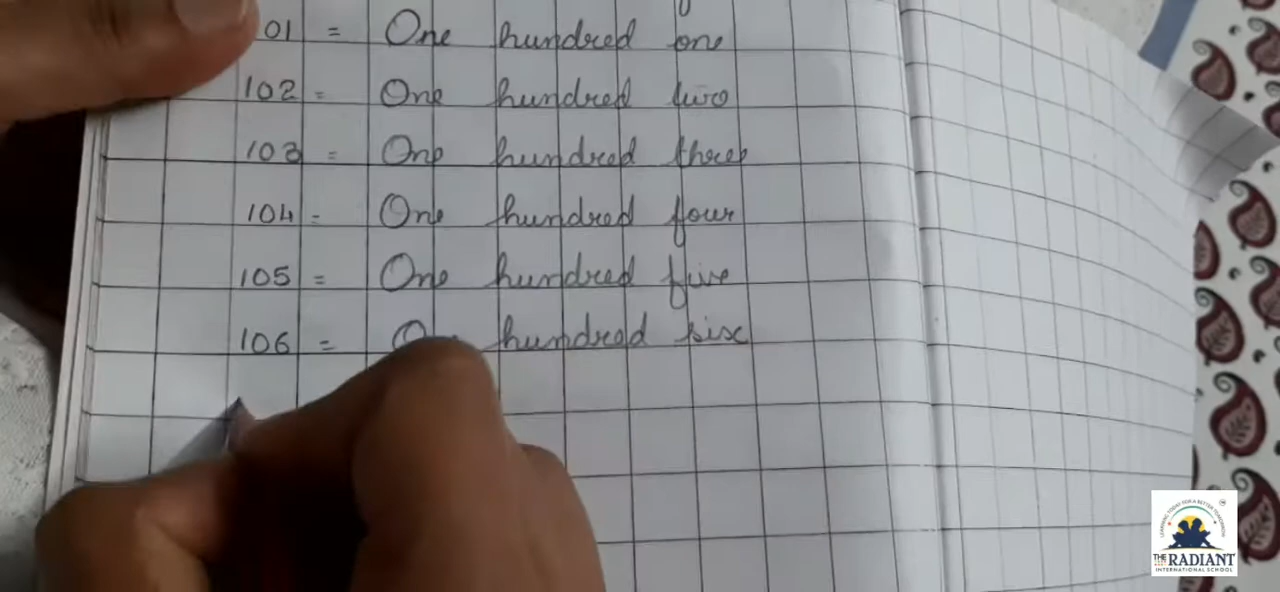 01 = One hundred one
102 = One hundred two
103 = One hundred three
104 = One hundred four
105 = One hundred five
106 = One hundred six
THE RADIANT
INTERNATIONAL SCHOOL